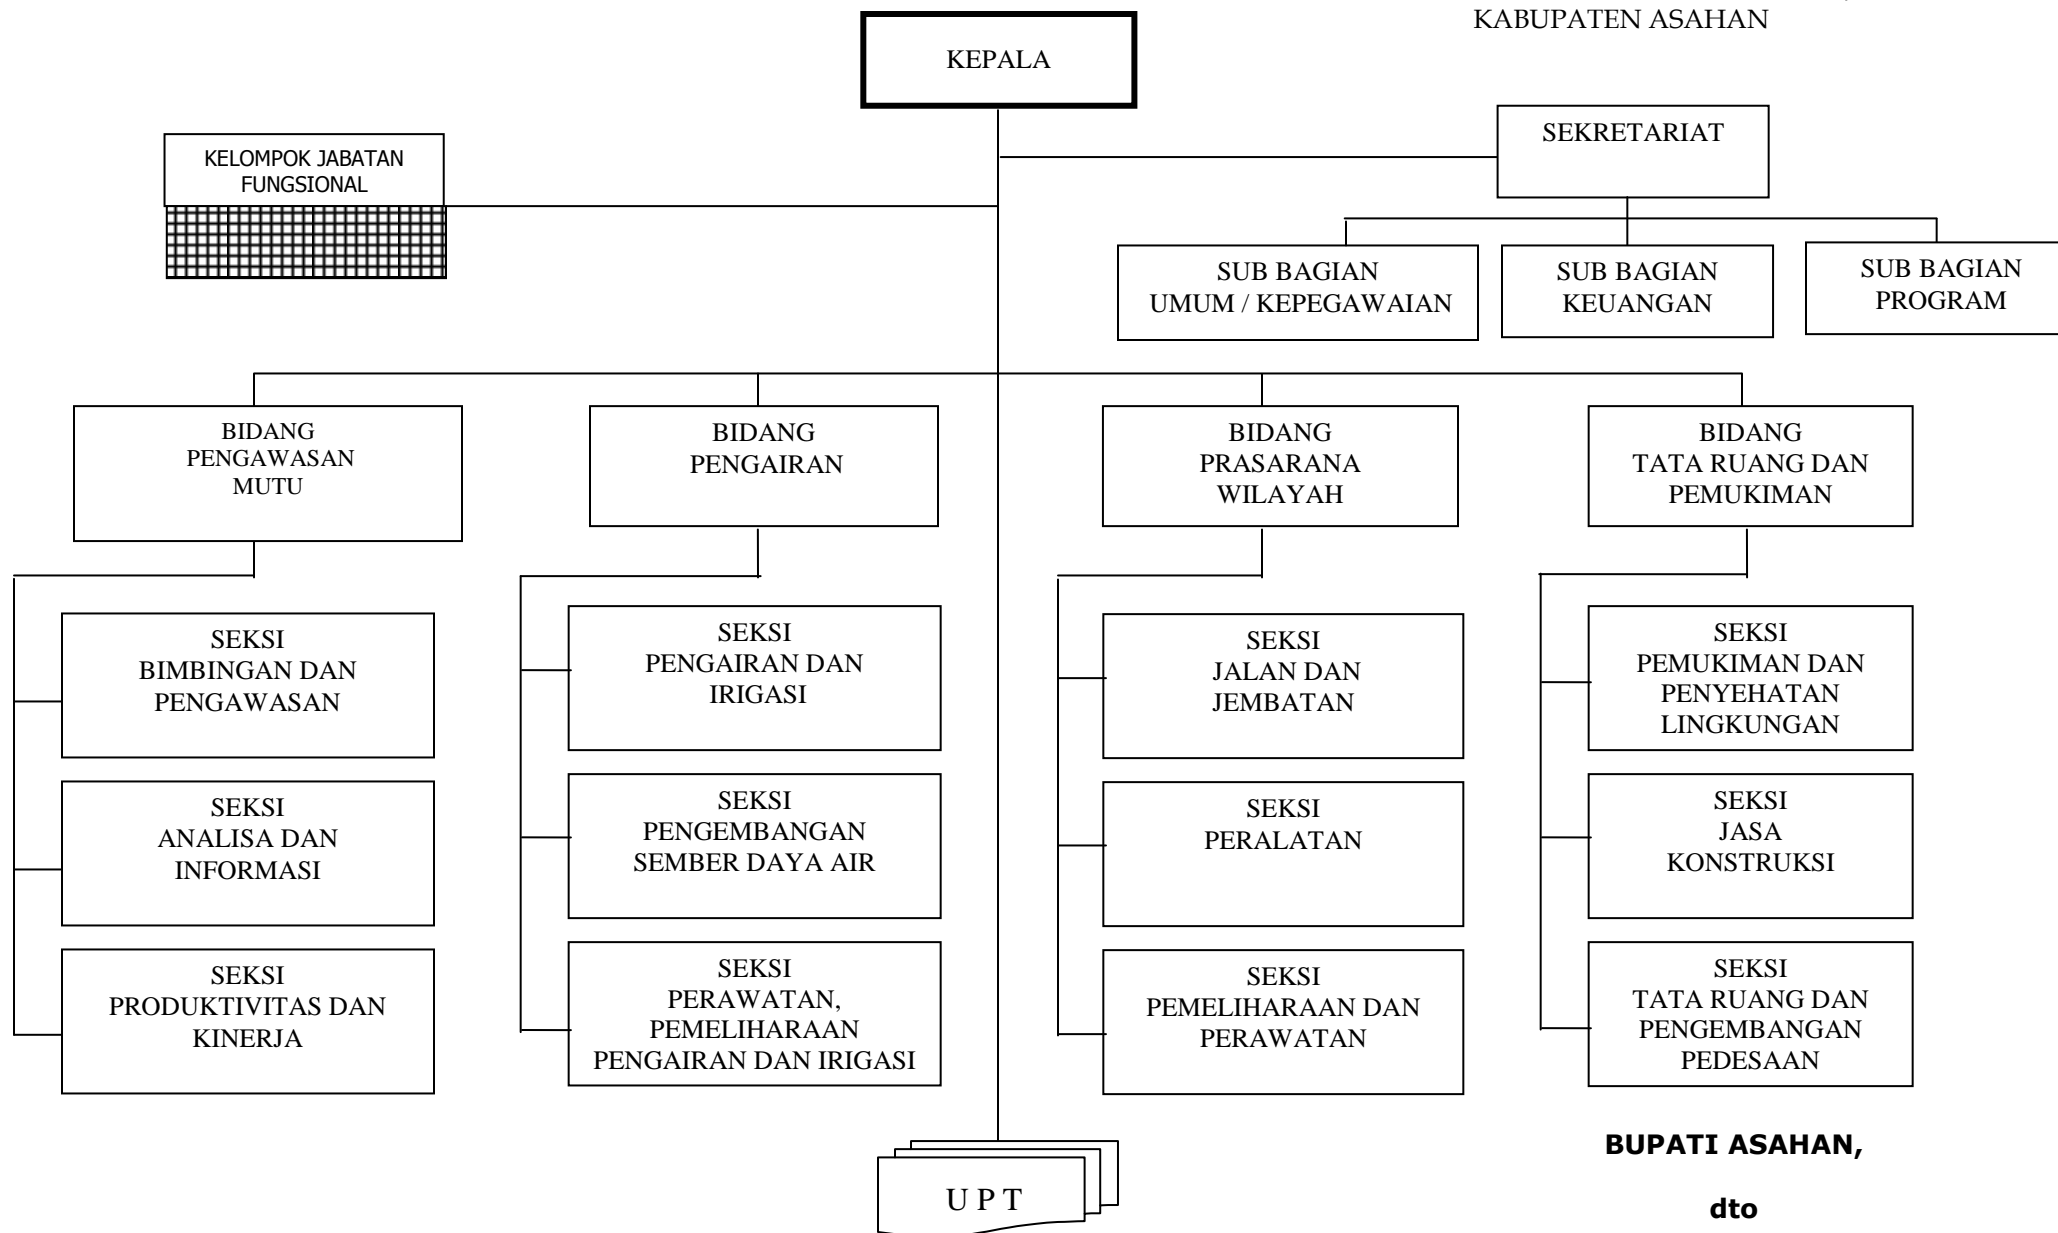 KABUPATEN ASAHAN
KEPALA
SEKRETARIAT
KELOMPOK JABATAN
FUNGSIONAL
SUB BAGIAN
UMUM / KEPEGAWAIAN
SUB BAGIAN
KEUANGAN
SUB BAGIAN
PROGRAM
BIDANG
PENGAWASAN
MUTU
BIDANG
PENGAIRAN
BIDANG
PRASARANA
WILAYAH
BIDANG
TATA RUANG DAN
PEMUKIMAN
SEKSI
BIMBINGAN DAN
PENGAWASAN
SEKSI
PENGAIRAN DAN
IRIGASI
SEKSI
JALAN DAN
JEMBATAN
SEKSI
PEMUKIMAN DAN
PENYEHATAN
LINGKUNGAN
SEKSI
ANALISA DAN
INFORMASI
SEKSI
PENGEMBANGAN
SEMBER DAYA AIR
SEKSI
PERALATAN
SEKSI
JASA
KONSTRUKSI
SEKSI
PRODUKTIVITAS DAN
KINERJA
SEKSI
PERAWATAN,
PEMELIHARAAN
PENGAIRAN DAN IRIGASI
SEKSI
PEMELIHARAAN DAN
PERAWATAN
SEKSI
TATA RUANG DAN
PENGEMBANGAN
PEDESAAN
U P T
BUPATI ASAHAN,
dto